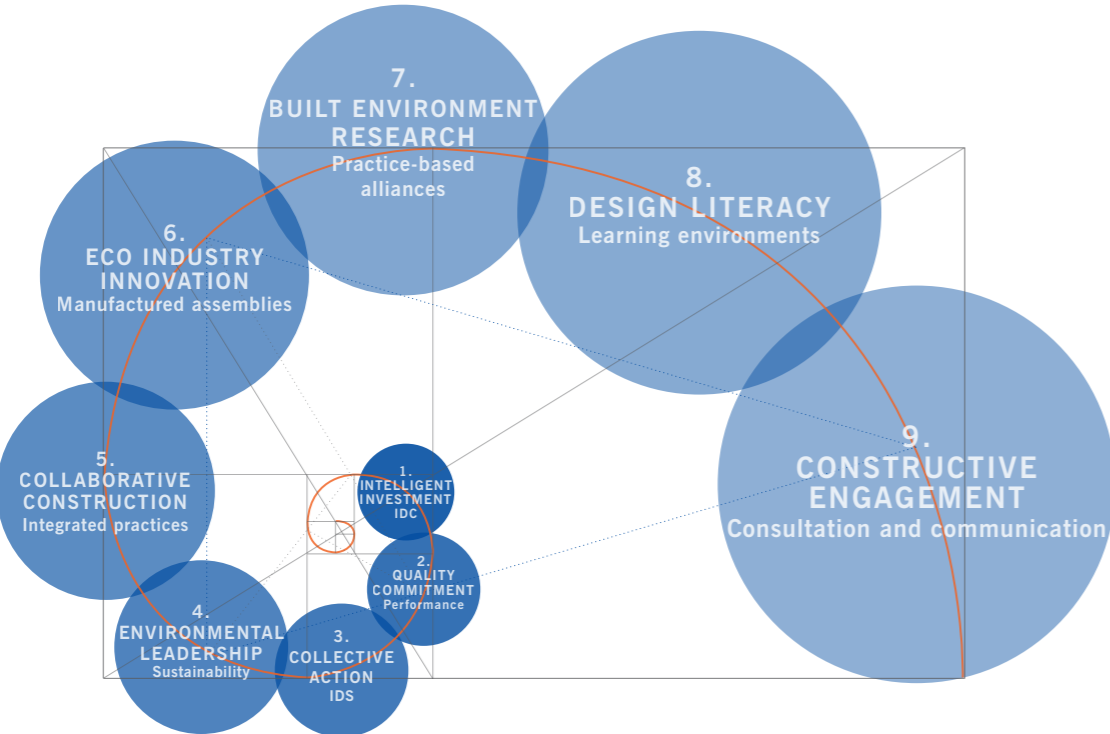 1.
INTELLIGENT
INVESTMENT
IDC
2.
QUALITY
COMMITMENT
Performance
3.
COLLECTIVE
ACTION
IDS
4.
ENVIRONMENTAL
LEADERSHIP
Sustainability
5.
COLLABORATIVE
CONSTRUCTION
Integrated practices
6.
ECO INDUSTRY
INNOVATION
Manufactured assemblies
7.
BUILT ENVIRONMENT
RESEARCH
Practice-based
alliances
8.
DESIGN LITERACY
Learning environments
9.
CONSTRUCTIVE
ENGAGEMENT
Consultation and communication